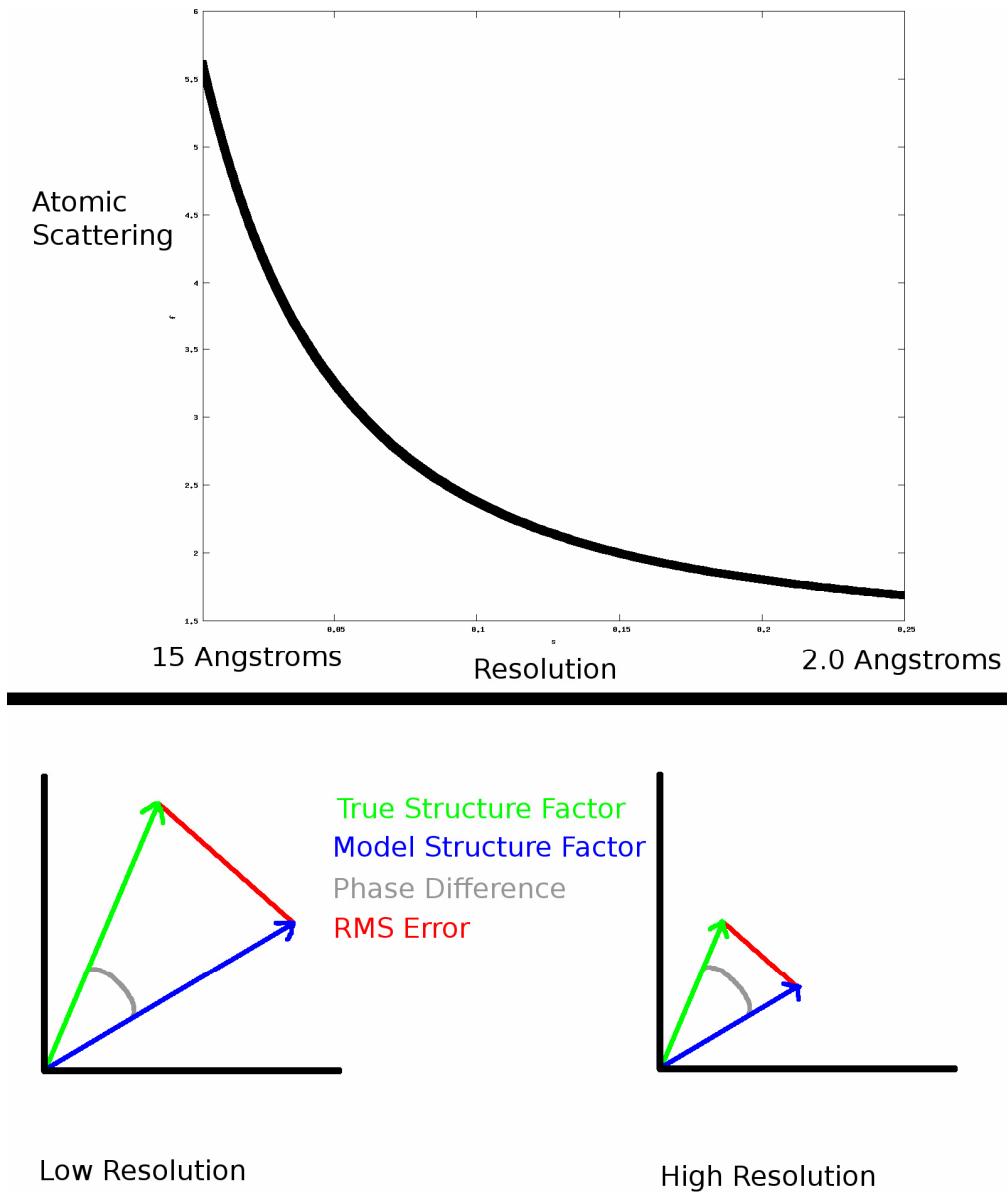 6
5.5
5
Atomic
Scattering
4.5
4
f
3.5
3
2.5
2
1.5
0.05
0.1
0.15
0.2
0.25
s
15 Angstroms
Resolution
2.0 Angstroms
True Structure Factor
Model Structure Factor
Phase Difference
RMS Error
Low Resolution
High Resolution